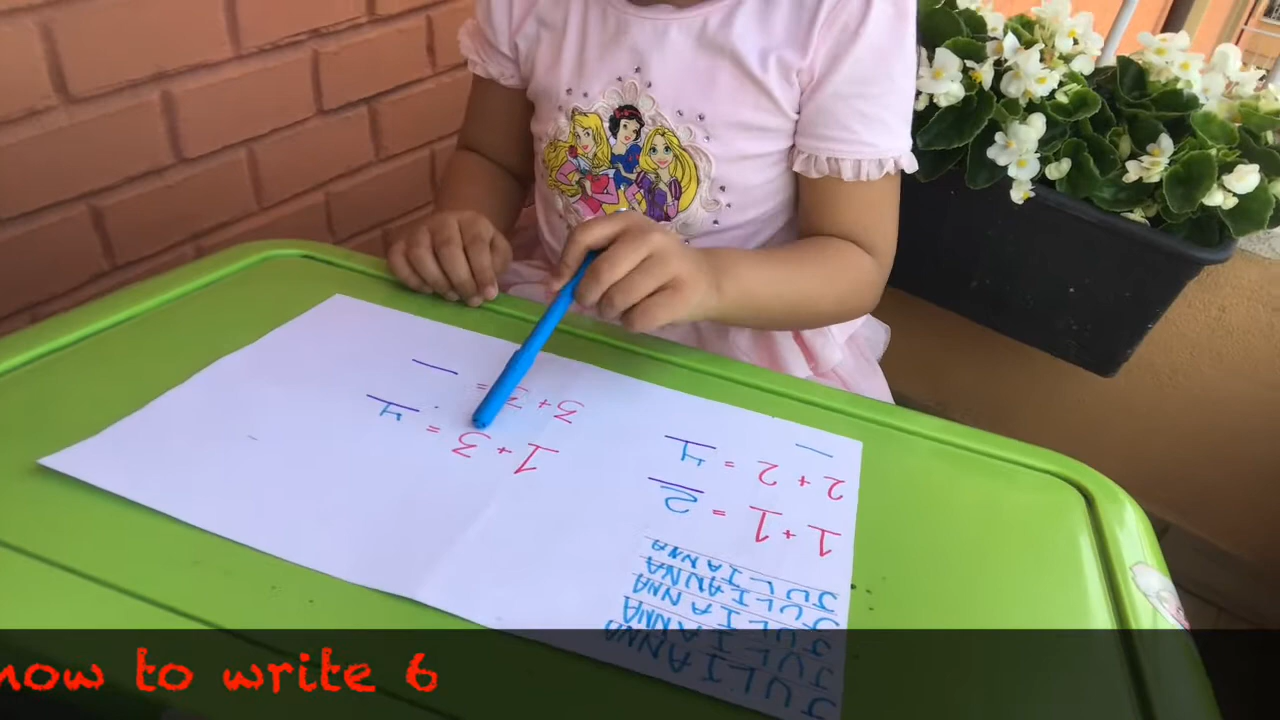 JULIANNA
JULIANNA
JULIANNA
JULIANNA
JULIANNA
1 + 1 = 2
2 + 2 = 4
1 + 3 = 4
3 + 3 =
now to write 6